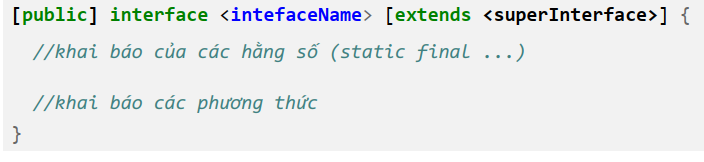 [public] interface <intefaceName> [extends <superInterface>] {
//khai báo của các hằng số (static final ...)
//khai báo các phương thức
}